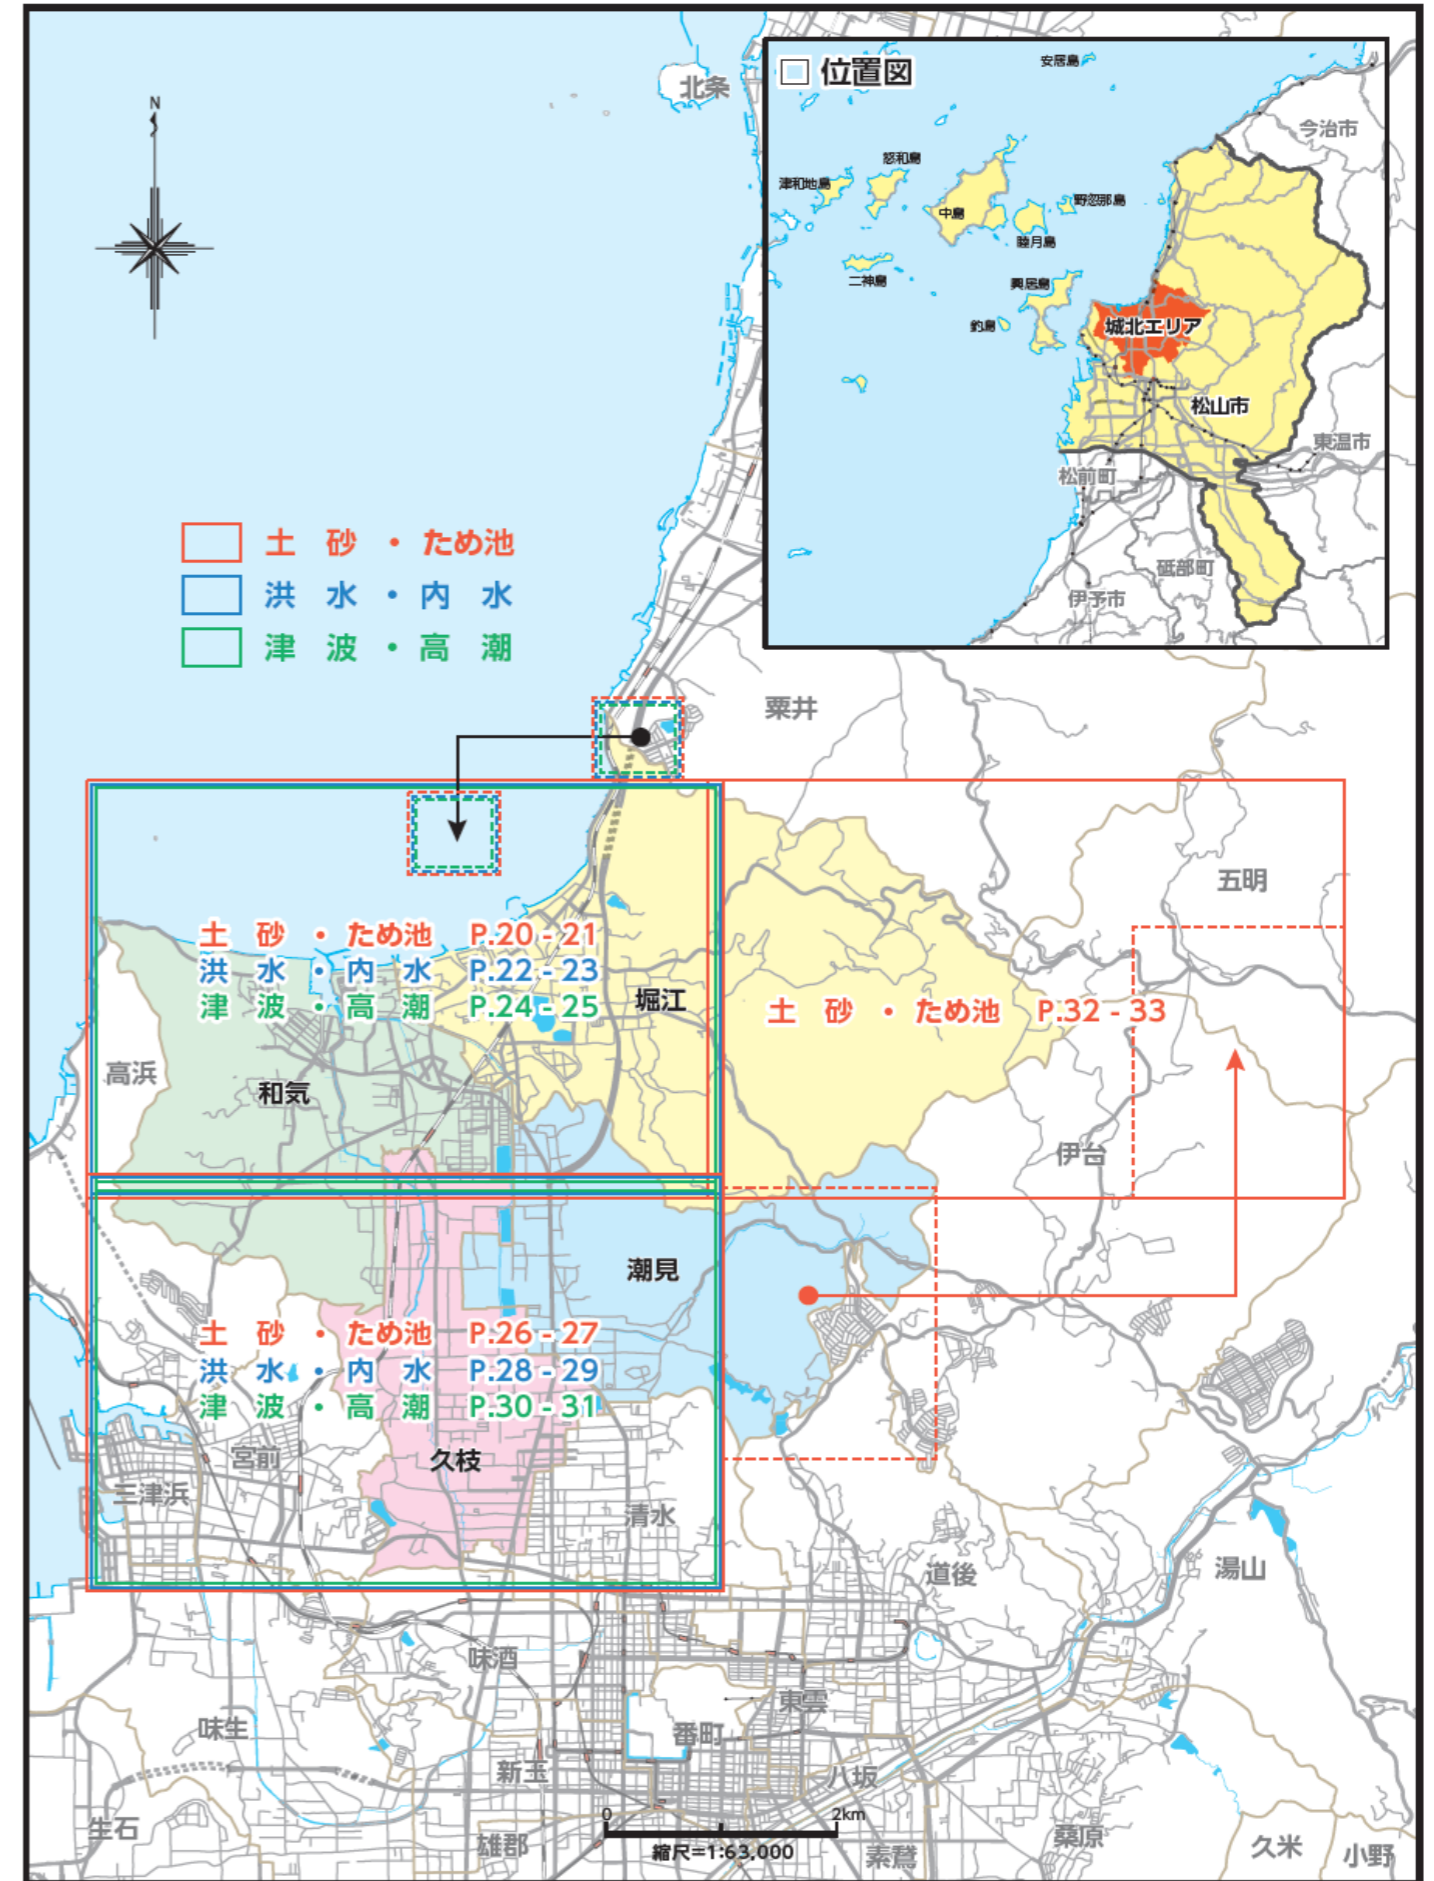 N
北条
位置図
安居島
今治市
怒和島
津和地島
中島
野忽那島
睦月島
二神島
興居島
釣島
城北エリア
松山市
東温市
松前町
砥部町
伊予市
土砂・ため池
洪水・内水
津波・高潮
粟井
五明
土砂・ため池 P.20 - 21
洪水・内水 P.22 - 23
津波・高潮 P.24 - 25
堀江
土砂・ため池 P.32 - 33
高浜
和気
伊台
潮見
土砂・ため池 P.26 - 27
洪水・内水 P.28 - 29
津波・高潮 P.30 - 31
久枝
宮前
三津浜
清水
道後
湯山
味酒
東雲
味生
番町
新玉
八坂
生石
雄郡
0 2km
縮尺=1:63,000
素鵞
桑原
久米
小野